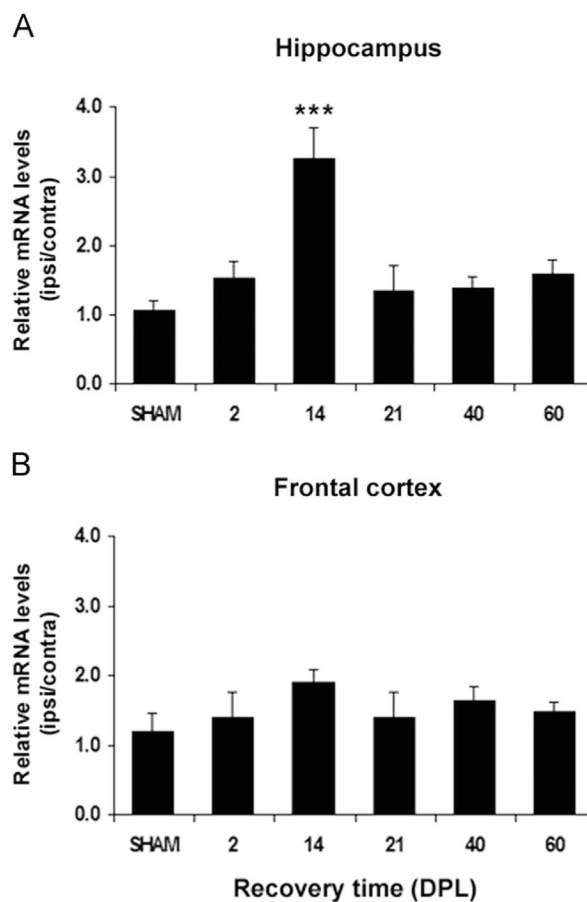 A
Hippocampus
***
Relative mRNA levels
(ipsi/contra)
4.0
3.0
2.0
1.0
0.0
SHAM 2 14 21 40 60
B
Frontal cortex
Relative mRNA levels
(ipsi/contra)
4.0
3.0
2.0
1.0
0.0
SHAM 2 14 21 40 60
Recovery time (DPL)